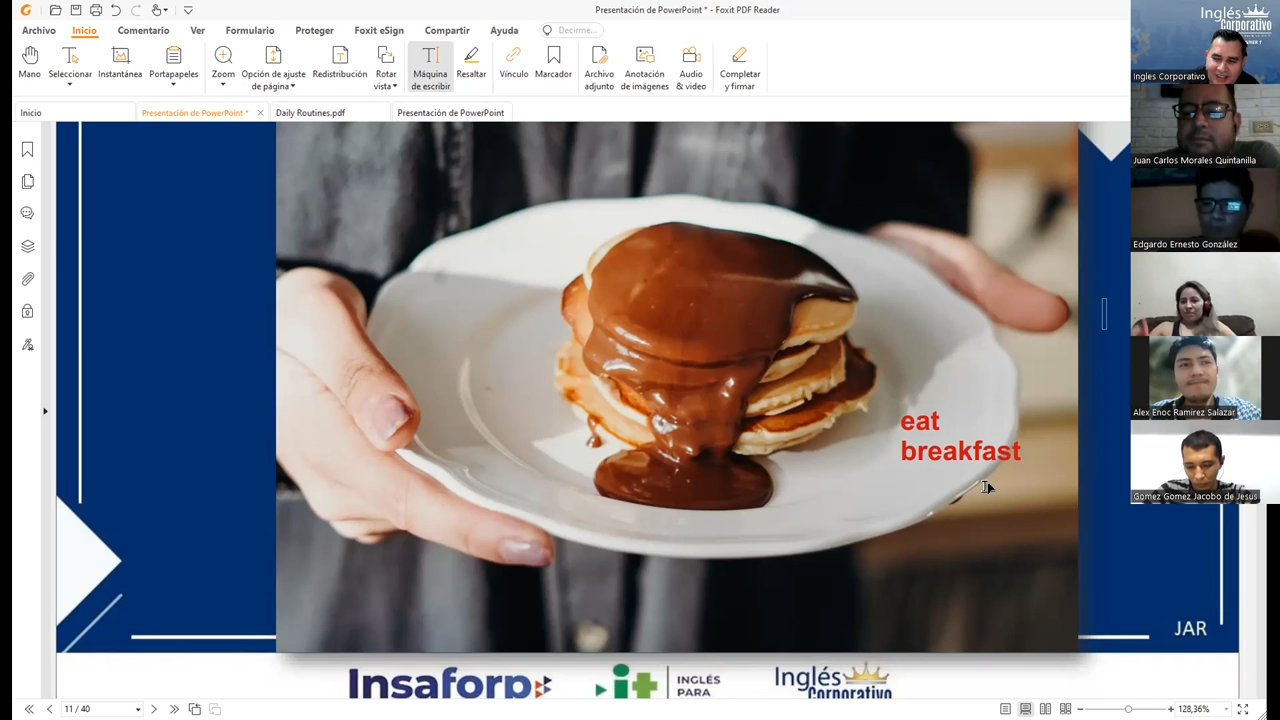 Presentación de PowerPoint * - Foxit PDF Reader
Archivo
Inicio
Comentario
Ver
Formulario
Proteger
Foxit eSign
Compartir
Ayuda
Decirme...
Mano
Seleccionar
Instantánea
Portapapeles
Zoom
Opción de ajuste
de página
Redistribución
Rotar
vista
Máquina
de escribir
Resaltar
Vínculo
Marcador
Archivo
adjunto
Anotación
de imágenes
Audio
& video
Completar
y firmar
Inicio
Presentación de PowerPoint *
Daily Routines.pdf
Presentación de PowerPoint
eat
breakfast
JAR
Insaforp
it
INGLÉS
PARA
Inglés
Corporativo
11 / 40
128,36%
Inglés
Corporativo
Ingles Corporativo
Juan Carlos Morales Quintanilla
Edgardo Ernesto González
Alex Enoc Ramirez Salazar
Gomez Gomez Jacobo de Jesus